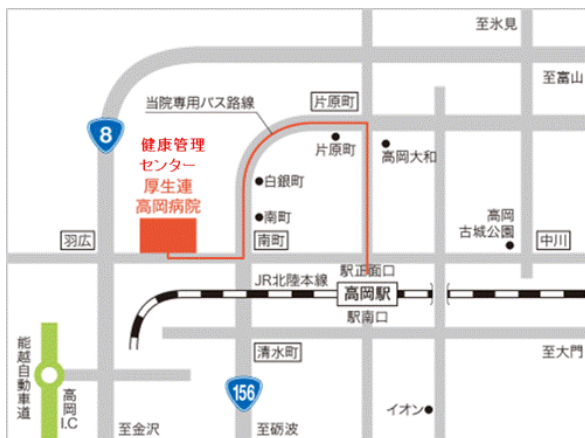 至氷見
至富山
当院専用バス路線
片原町
8
健康管理
センター
厚生連
高岡病院
片原町
高岡大和
白銀町
南町
高岡
古城公園
羽広
南町
中川
駅正面口
JR北陸本線
高岡駅
駅南口
能越自動車道
清水町
至大門
高岡I.C
156
イオン
至金沢
至砺波